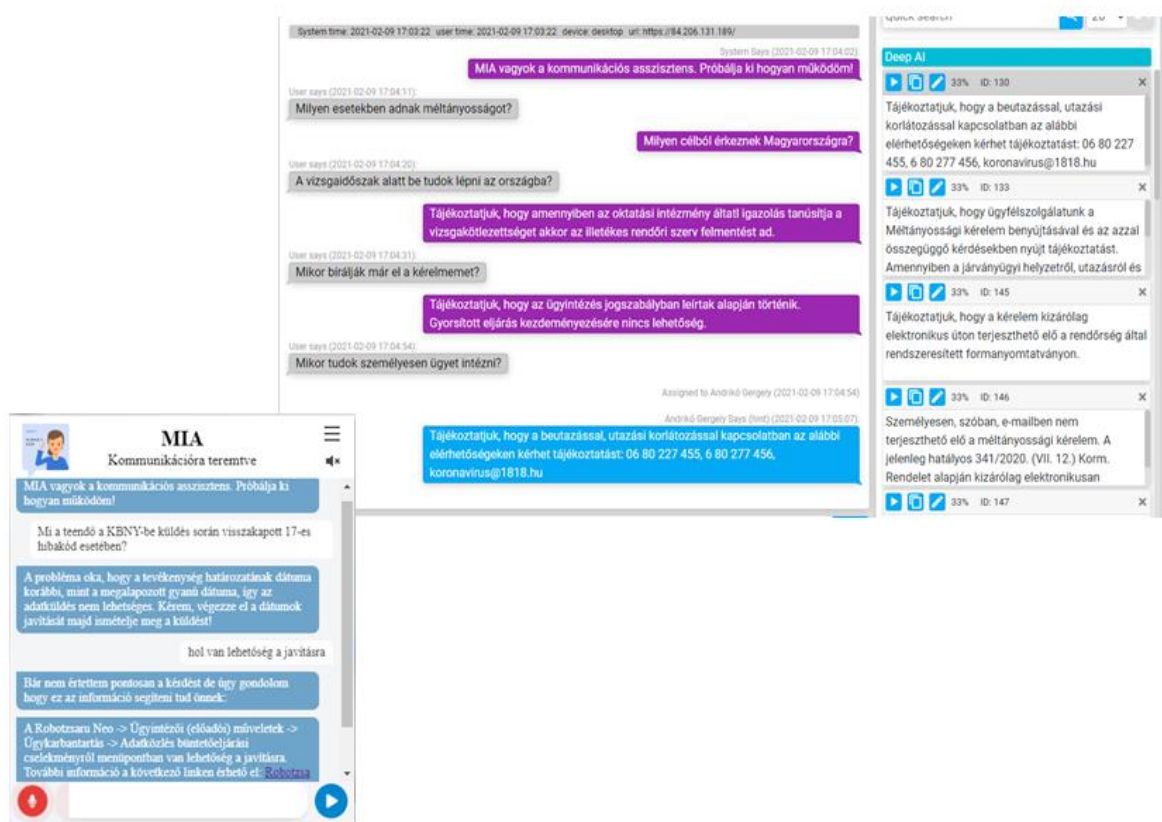 System time: 2021-02-09 17:03:22 user time: 2021-02-09 17:03:22 device: desktop url: https://84.206.131.189/
System Says (2021-02-09 17:04:02):
MIA vagyok a kommunikációs asszisztens. Próbálja ki hogyan működöm!
User says (2021-02-09 17:04:11):
Milyen esetekben adnak méltányosságot?
Milyen célból érkeznek Magyarországra?
User says (2021-02-09 17:04:20):
A vizsgaidőszak alatt be tudok lépni az országba?
Tájékoztatjuk, hogy amennyiben az oktatási intézmény áltatl igazolás tanúsítja a
vizsgakötlezettséget akkor az illetékes rendőri szerv felmentést ad.
User says (2021-02-09 17:04:31):
Mikor bírálják már el a kérelmemet?
Tájékoztatjuk, hogy az ügyintézés jogszabályban leírtak alapján történik.
Gyorsított eljárás kezdeményezésére nincs lehetőség.
User says (2021-02-09 17:04:54):
Mikor tudok személyesen ügyet intézni?
Assigned to Andrikó Gergely (2021-02-09 17:04:54)
Andrikó Gergely Says (hint) (2021-02-09 17:05:07):
Tájékoztatjuk, hogy a beutazással, utazási korlátozással kapcsolatban az alábbi
elérhetőségeken kérhet tájékoztatást: 06 80 227 455, 6 80 277 456,
koronavirus@1818.hu
Quick search 20
Deep AI
33% ID: 130 ×
Tájékoztatjuk, hogy a beutazással, utazási
korlátozással kapcsolatban az alábbi
elérhetőségeken kérhet tájékoztatást: 06 80 227
455, 6 80 277 456, koronavirus@1818.hu
33% ID: 133 ×
Tájékoztatjuk, hogy ügyfélszolgálatunk a
Méltányossági kérelem benyújtásával és az azzal
összegüggő kérdésekben nyújt tájékoztatást.
Amennyiben a járványügyi helyzetről, utazásról és
33% ID: 145 ×
Tájékoztatjuk, hogy a kérelem kizárólag
elektronikus úton terjeszthető elő a rendőrség által
rendszeresített formanyomtatványon.
33% ID: 146 ×
Személyesen, szóban, e-mailben nem
terjeszthető elő a méltányossági kérelem. A
jelenleg hatályos 341/2020. (VII. 12.) Korm.
Rendelet alapján kizárólag elektronikusan
33% ID: 147 ×
MIA
Kommunikációra teremtve
MIA vagyok a kommunikációs asszisztens. Próbálja ki
hogyan működöm!
Mi a teendő a KBNY-be küldés során visszakapott 17-es
hibakód esetében?
A probléma oka, hogy a tevékenység határozatának dátuma
korábbi, mint a megalapozott gyanú dátuma, így az
adatküldés nem lehetséges. Kérem, végezze el a dátumok
javítását majd ismételje meg a küldést!
hol van lehetőség a javításra
Bár nem értettem pontosan a kérdést de úgy gondolom
hogy ez az információ segíteni tud önnek:
A Robotzsaru Neo -> Ügyintézői (előadói) műveletek ->
Ügykarbantartás -> Adatközlés büntetőeljárási
cselekményről menüpontban van lehetőség a javításra.
További információ a következő linken érhető el: Robotzsa